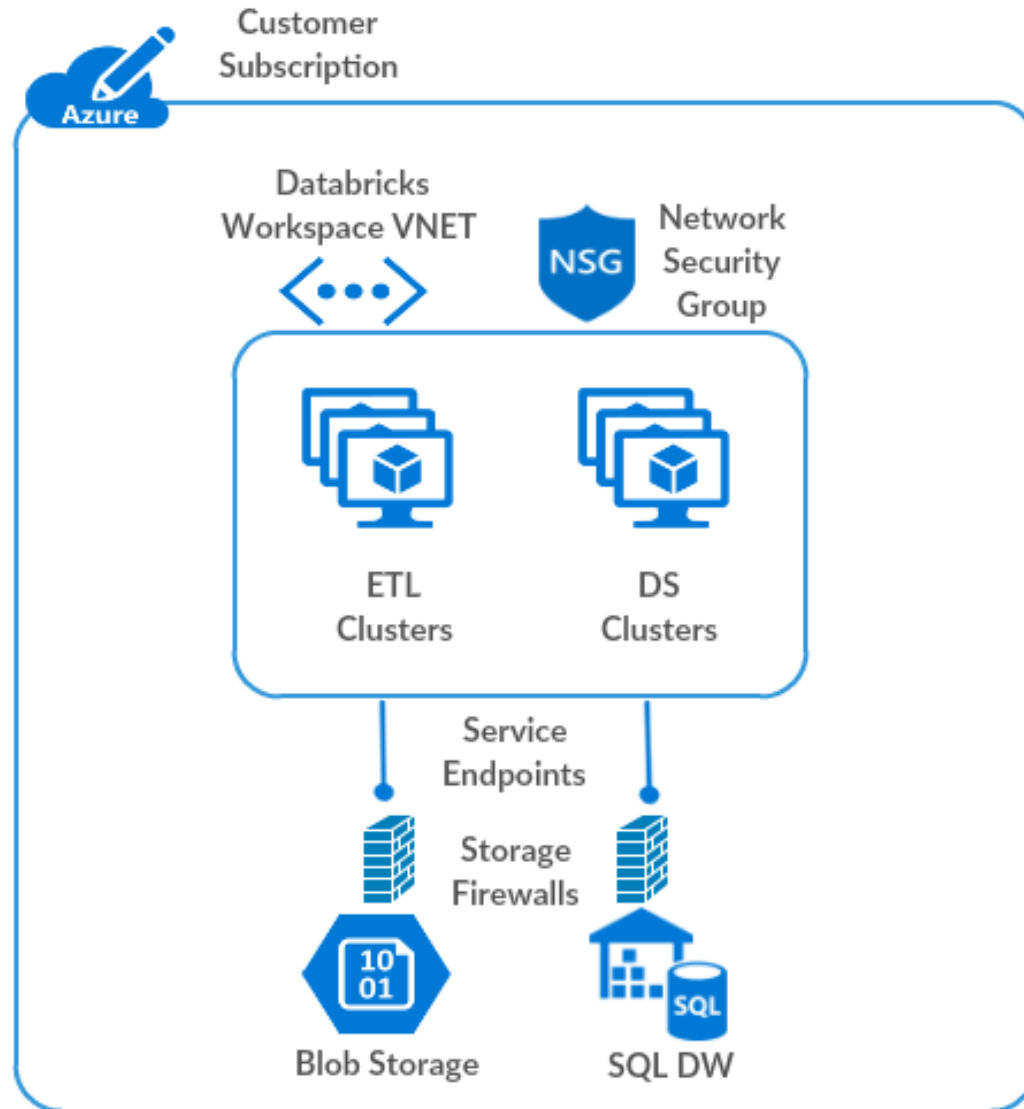 Customer
Subscription
Azure
Databricks
Workspace VNET
NSG
Network
Security
Group
ETL
Clusters
DS
Clusters
Service
Endpoints
Storage
Firewalls
10
01
SQL
Blob Storage
SQL DW